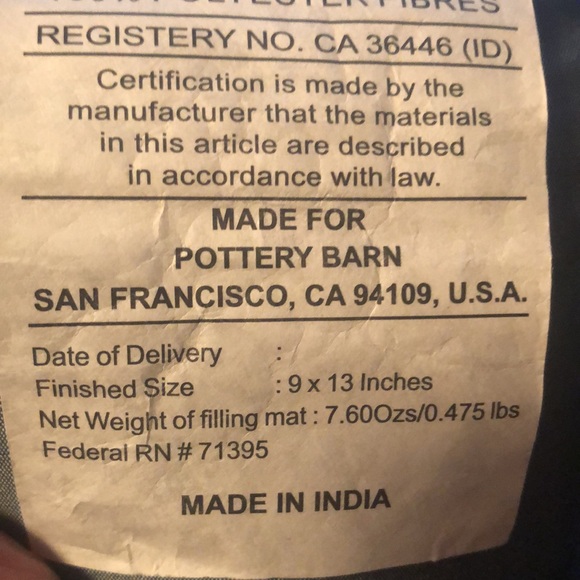 POLYESTER FIBRES
REGISTERY NO. CA 36446 (ID)
Certification is made by the
manufacturer that the materials
in this article are described
in accordance with law.
MADE FOR
POTTERY BARN
SAN FRANCISCO, CA 94109, U.S.A.
Date of Delivery :
Finished Size : 9 x 13 Inches
Net Weight of filling mat : 7.60Ozs/0.475 lbs
Federal RN # 71395
MADE IN INDIA